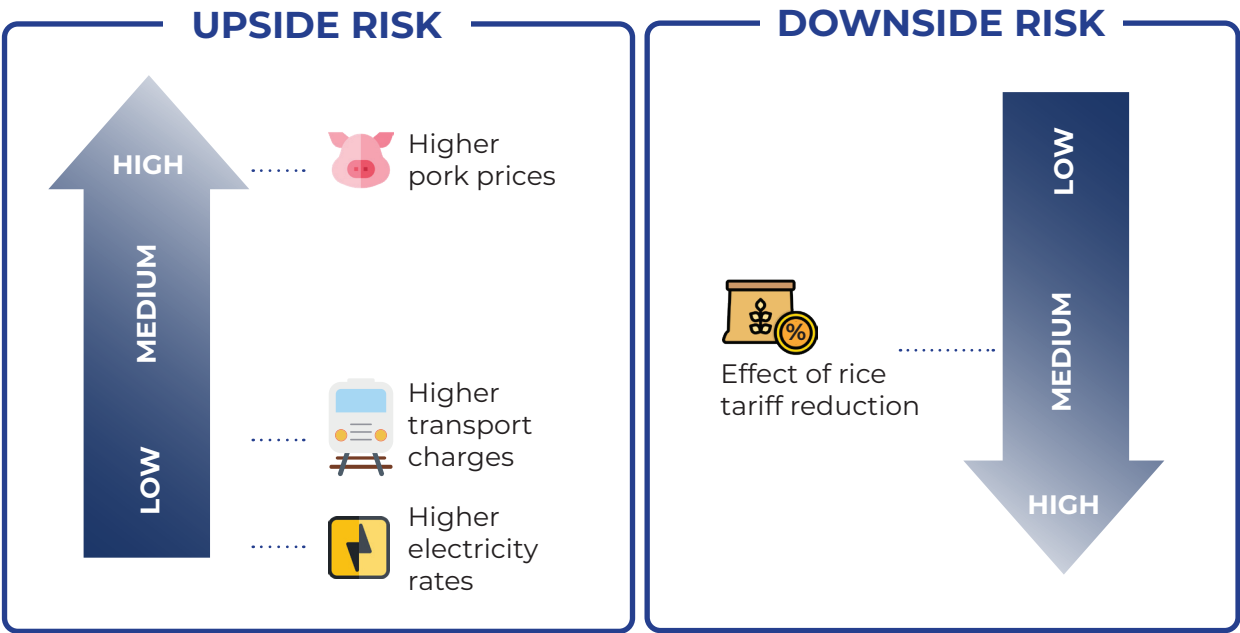 UPSIDE RISK
HIGH
MEDIUM
LOW
Higher
pork prices
Higher
transport
charges
Higher
electricity
rates
DOWNSIDE RISK
LOW
MEDIUM
HIGH
%
Effect of rice
tariff reduction